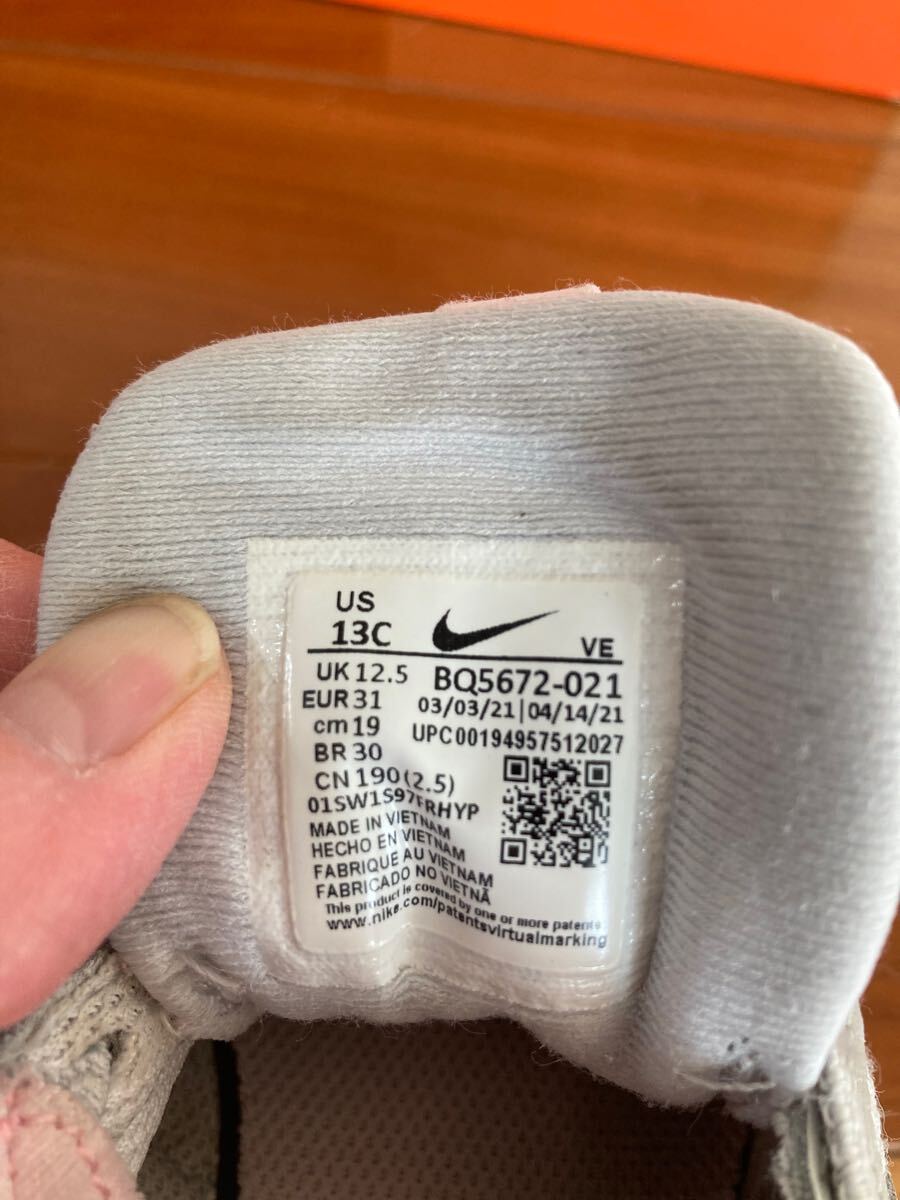 US
13C
VE
UK 12.5
BQ5672-021
EUR 31
03/03/21|04/14/21
cm 19
UPC 00194957512027
BR 30
CN 190 (2.5)
01SW1S97FRHYP
MADE IN VIETNAM
HECHO EN VIETNAM
FABRIQUE AU VIETNAM
FABRICADO NO VIETNÃ
This product is covered by one or more patents
www.nike.com/patentsvirtualmarking